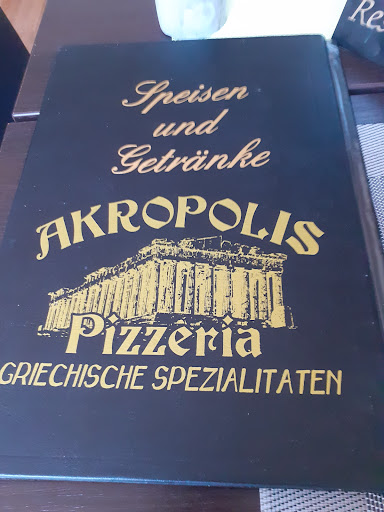 Speisen
und
Getränke
AKROPOLIS
Pizzeria
GRIECHISCHE SPEZIALITATEN